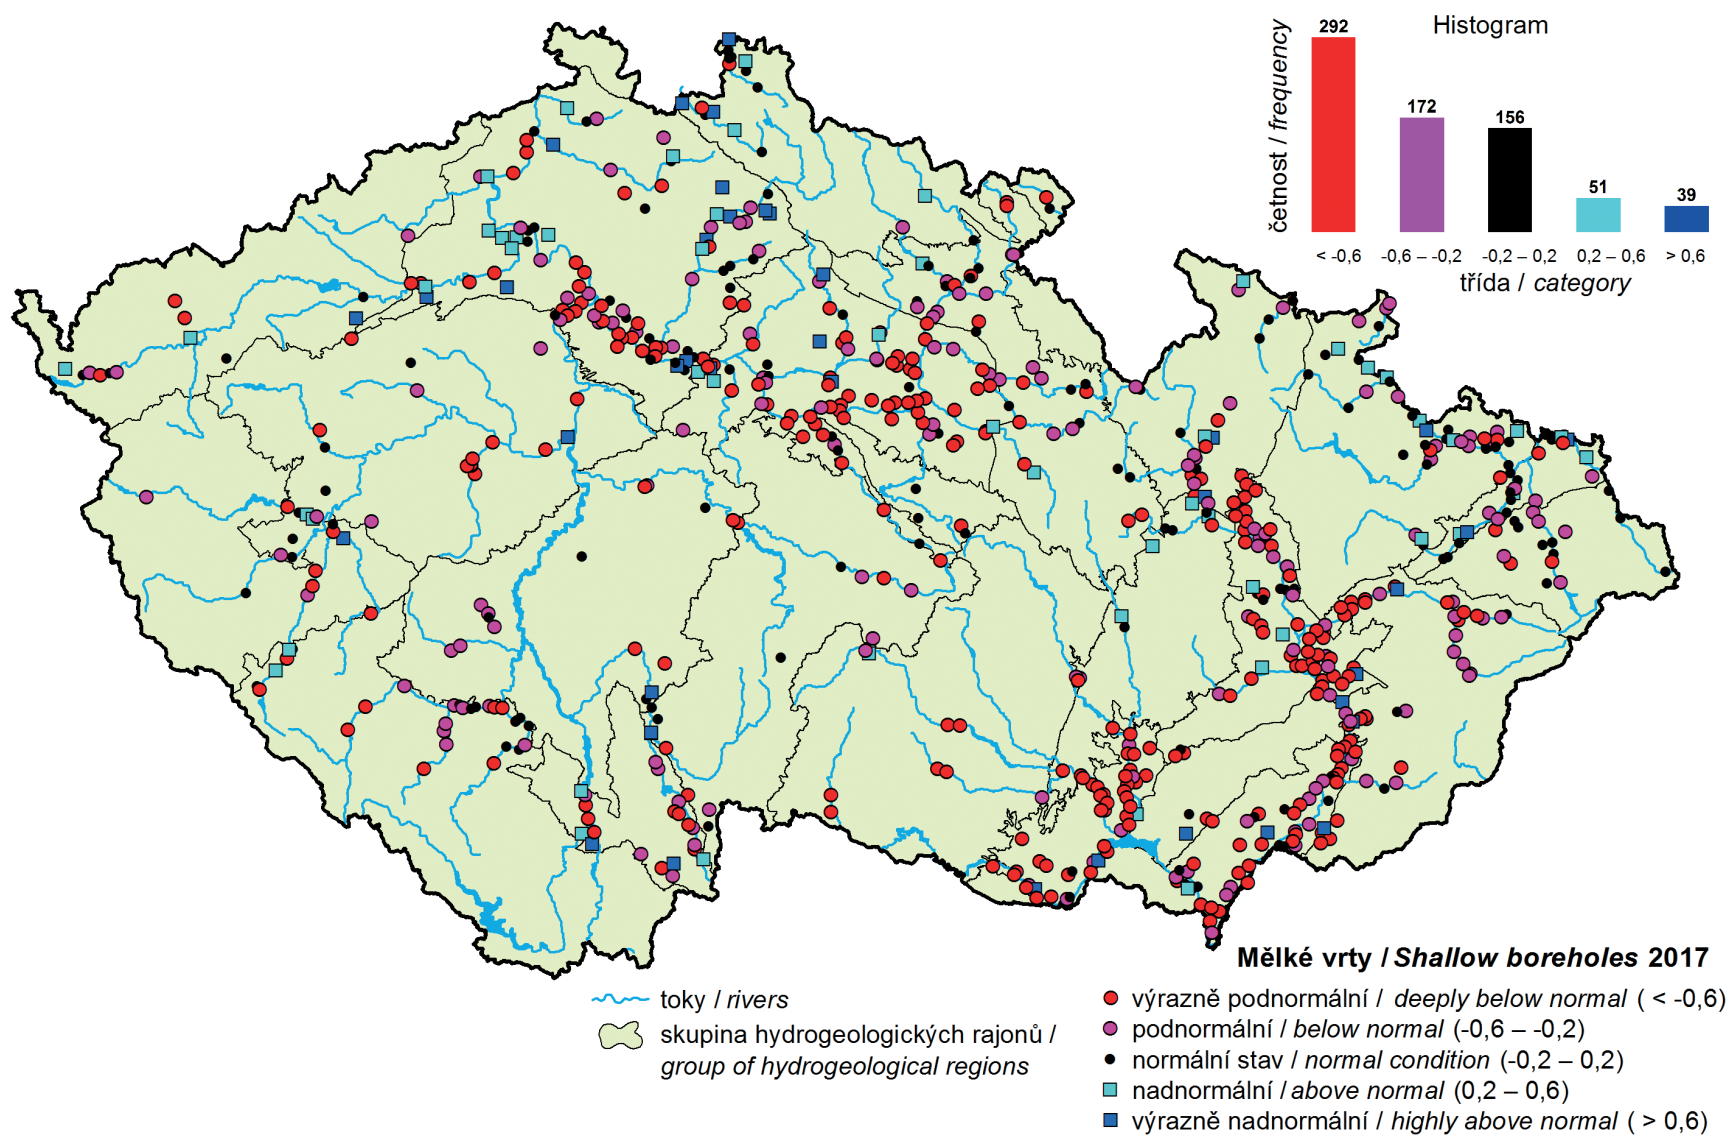 Histogram
četnost / frequency
292
172
156
51
39
< -0,6
-0,6 – -0,2
-0,2 – 0,2
0,2 – 0,6
> 0,6
třída / category
Mělké vrty / Shallow boreholes 2017
výrazně podnormální / deeply below normal ( < -0,6)
podnormální / below normal (-0,6 – -0,2)
normální stav / normal condition (-0,2 – 0,2)
nadnormální / above normal (0,2 – 0,6)
výrazně nadnormální / highly above normal ( > 0,6)
toky / rivers
skupina hydrogeologických rajonů /
group of hydrogeological regions